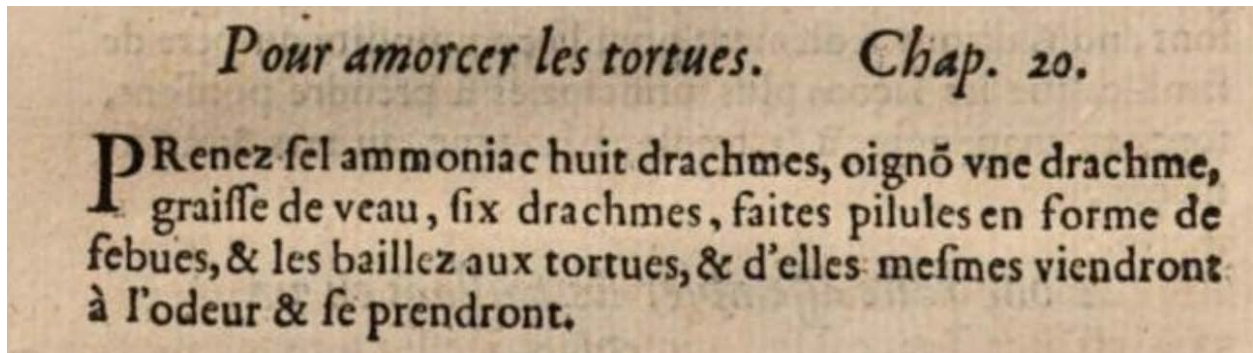 Pour amorcer les tortues. Chap. 20.
PRenez ſel ammoniac huit drachmes, oignõ vne drachme,
graiſſe de veau, ſix drachmes, faites pilules en forme de
febues, & les baillez aux tortues, & d'elles meſmes viendront
à l'odeur & ſe prendront.